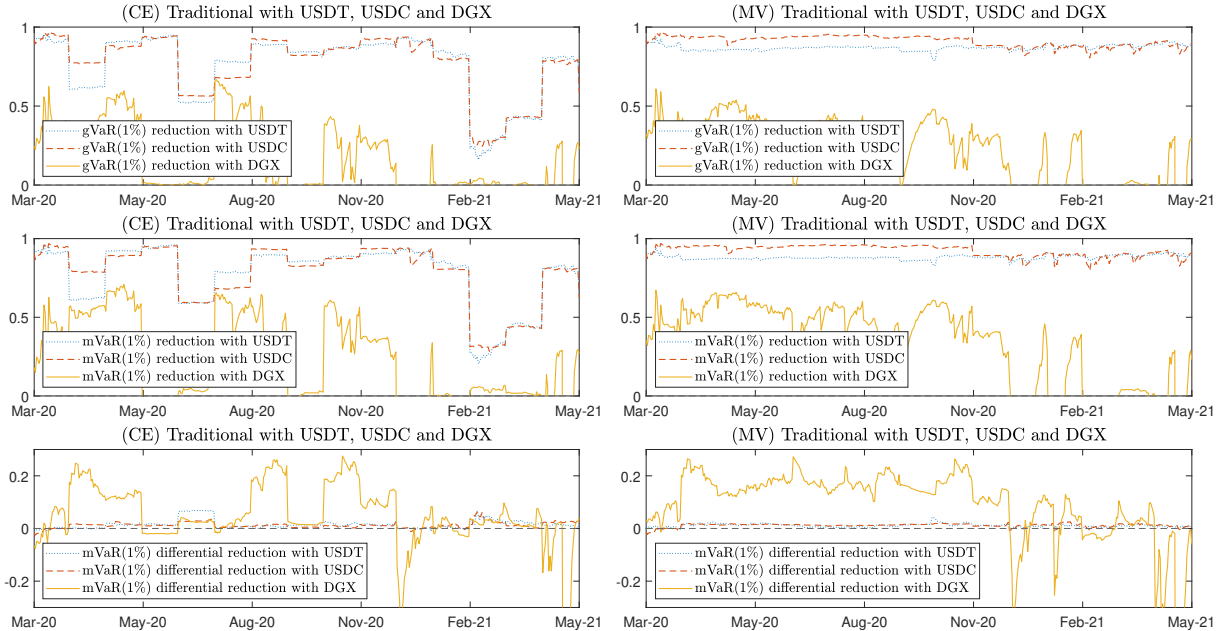 (CE) Traditional with USDT, USDC and DGX
1
0.5
0
gVaR(1%) reduction with USDT
gVaR(1%) reduction with USDC
gVaR(1%) reduction with DGX
Mar-20 May-20 Aug-20 Nov-20 Feb-21 May-21
(MV) Traditional with USDT, USDC and DGX
1
0.5
0
gVaR(1%) reduction with USDT
gVaR(1%) reduction with USDC
gVaR(1%) reduction with DGX
Mar-20 May-20 Aug-20 Nov-20 Feb-21 May-21
(CE) Traditional with USDT, USDC and DGX
1
0.5
0
mVaR(1%) reduction with USDT
mVaR(1%) reduction with USDC
mVaR(1%) reduction with DGX
Mar-20 May-20 Aug-20 Nov-20 Feb-21 May-21
(MV) Traditional with USDT, USDC and DGX
1
0.5
0
mVaR(1%) reduction with USDT
mVaR(1%) reduction with USDC
mVaR(1%) reduction with DGX
Mar-20 May-20 Aug-20 Nov-20 Feb-21 May-21
(CE) Traditional with USDT, USDC and DGX
0.2
0
-0.2
mVaR(1%) differential reduction with USDT
mVaR(1%) differential reduction with USDC
mVaR(1%) differential reduction with DGX
Mar-20 May-20 Aug-20 Nov-20 Feb-21 May-21
(MV) Traditional with USDT, USDC and DGX
0.2
0
-0.2
mVaR(1%) differential reduction with USDT
mVaR(1%) differential reduction with USDC
mVaR(1%) differential reduction with DGX
Mar-20 May-20 Aug-20 Nov-20 Feb-21 May-21